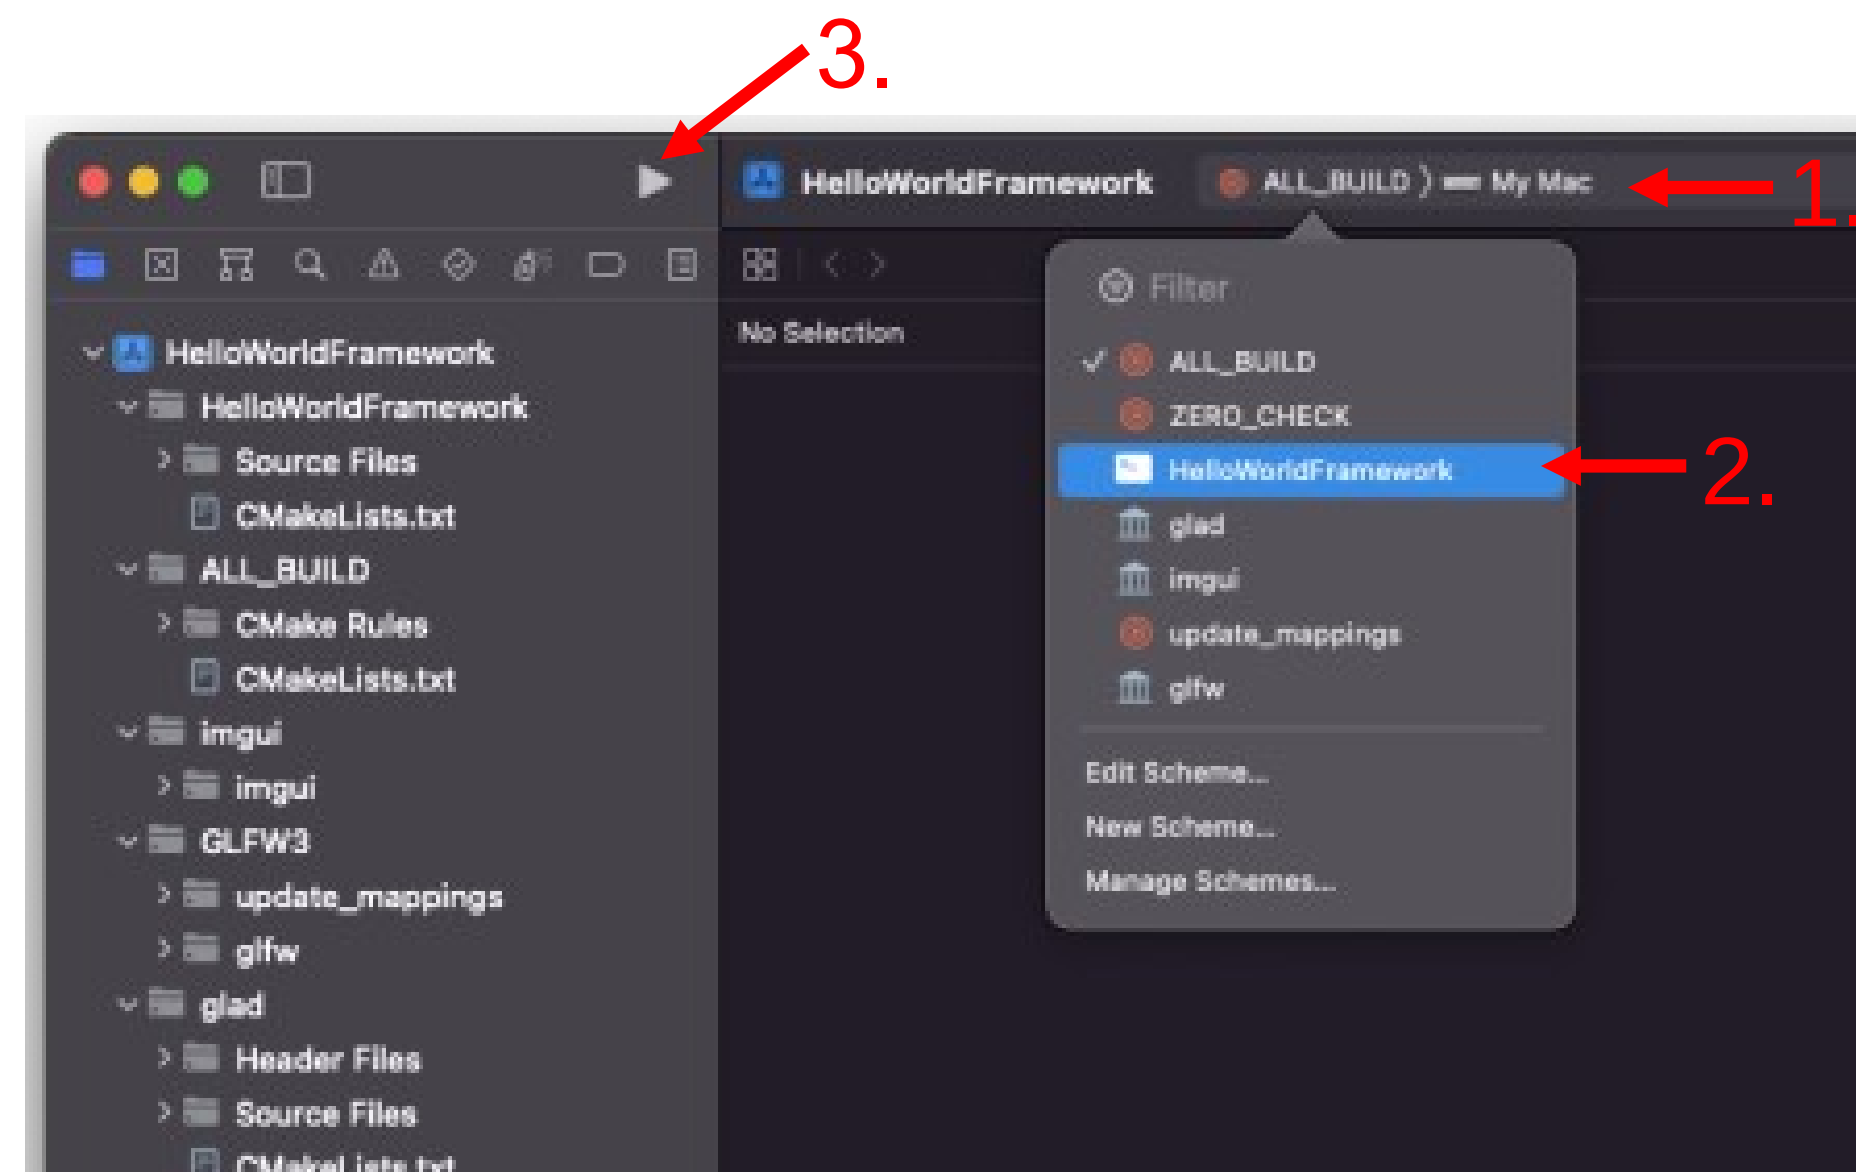 3.
HelloWorldFramework
ALL_BUILD ⟩ My Mac
1.
HelloWorldFramework
HelloWorldFramework
Source Files
CMakeLists.txt
ALL_BUILD
CMake Rules
CMakeLists.txt
imgui
imgui
GLFW3
update_mappings
glfw
glad
Header Files
Source Files
CMakeLists.txt
No Selection
Filter
ALL_BUILD
ZERO_CHECK
HelloWorldFramework
2.
glad
imgui
update_mappings
glfw
Edit Scheme...
New Scheme...
Manage Schemes...